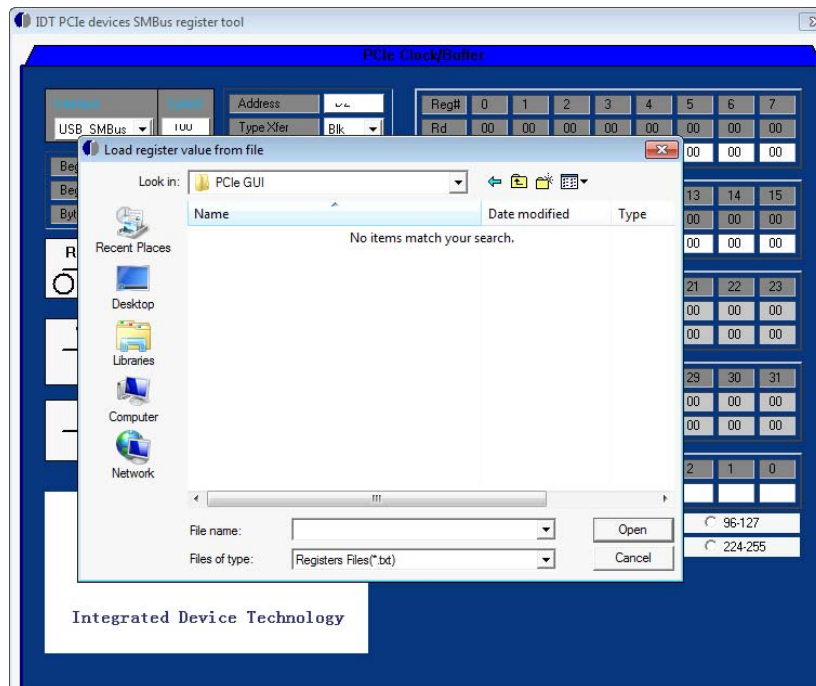 IDT PCIe devices SMBus register tool
PCIe Clock/Buffer
Address
Reg# 0 1 2 3 4 5 6 7
USB SMBus 100 Type Xfer Blk
Rd 00 00 00 00 00 00 00 00
Load register value from file
00 00 00
Look in: PCIe GUI
13 14 15
Name Date modified Type
00 00 00
No items match your search.
00 00 00
Recent Places
Desktop
21 22 23
00 00 00
00 00 00
Libraries
29 30 31
00 00 00
Computer
00 00 00
Network
2 1 0
File name: Open
96-127
Files of type: Registers Files(*.txt) Cancel
224-255
Integrated Device Technology